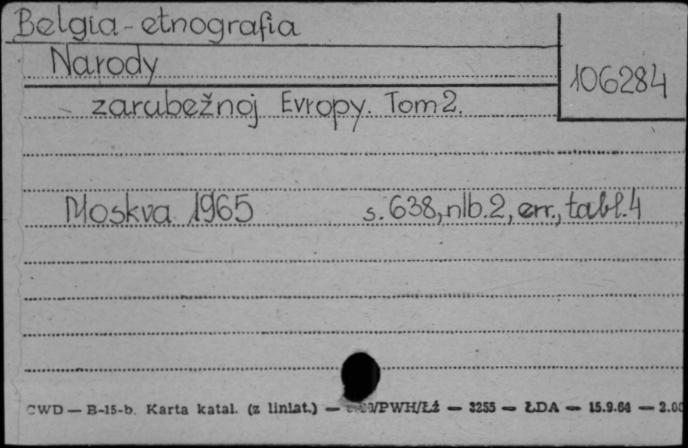 Belgia-etnografia
Narody
106284
zarubežnoj Evropy. Tom 2.
Moskva 1965 s. 638, nlb. 2, err., tabl. 4
CWD — B-15-b. Karta katal. (z liniat.) — /PWH/Łź — 3255 — ŁDA — 15.9.64 — 2.00